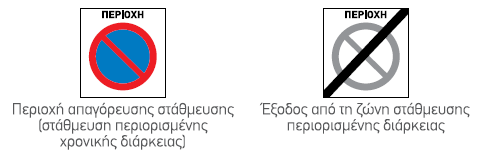 ΠΕΡΙΟΧΗ
Περιοχή απαγόρευσης στάθμευσης
(στάθμευση περιορισμένης
χρονικής διάρκειας)
ΠΕΡΙΟΧΗ
Έξοδος από τη ζώνη στάθμευσης
περιορισμένης διάρκειας